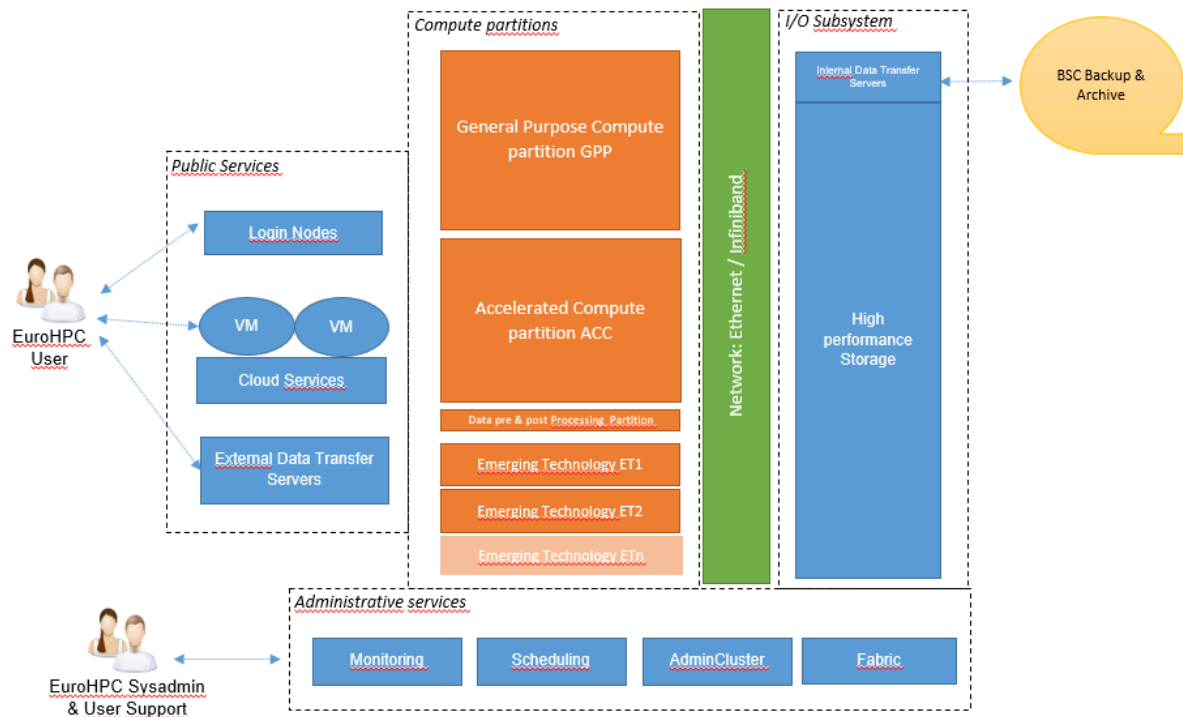 Compute partitions
General Purpose Compute
partition GPP
Accelerated Compute
partition ACC
Data pre & post Processing Partition
Emerging Technology ET1
Emerging Technology ET2
Emerging Technology ETn
Network: Ethernet / Infiniband
I/O Subsystem
Internal Data Transfer
Servers
High
performance
Storage
BSC Backup &
Archive
Public Services
Login Nodes
VM
VM
Cloud Services
External Data Transfer
Servers
EuroHPC
User
Administrative services
Monitoring
Scheduling
AdminCluster
Fabric
EuroHPC Sysadmin
& User Support